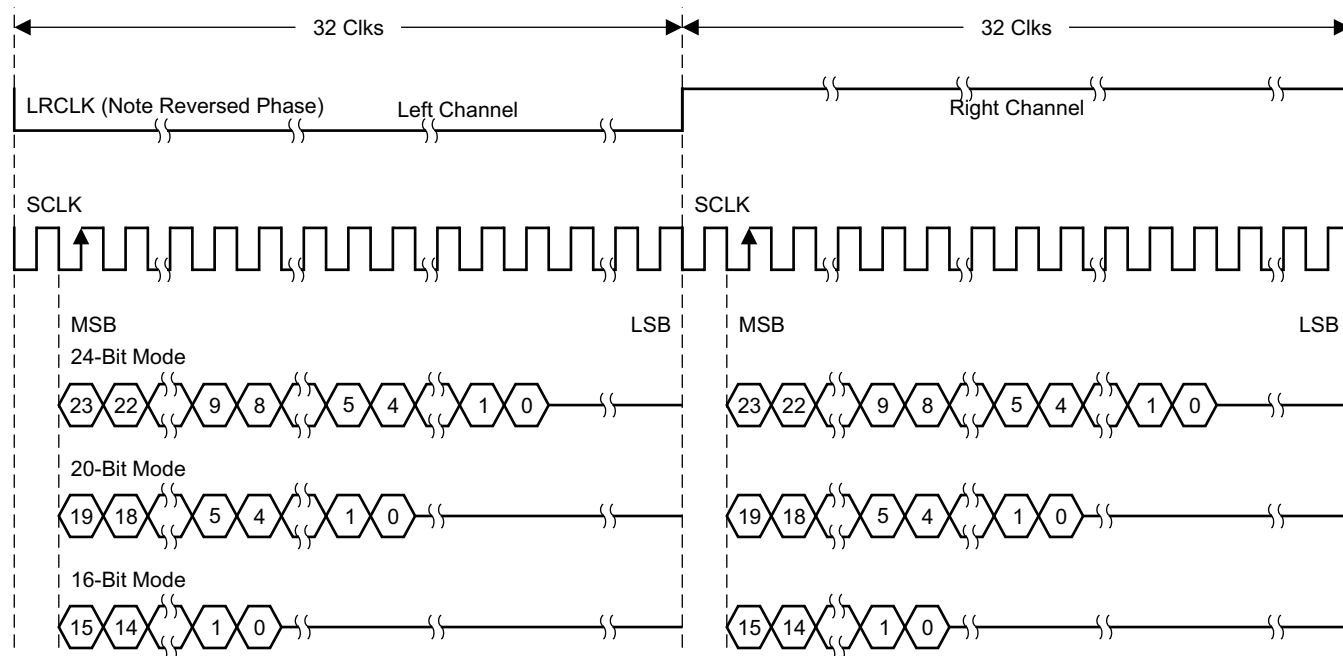 32 Clks 32 Clks
LRCLK (Note Reversed Phase) Left Channel Right Channel
SCLK SCLK
MSB LSB MSB LSB
24-Bit Mode
23 22 9 8 5 4 1 0 23 22 9 8 5 4 1 0
20-Bit Mode
19 18 5 4 1 0 19 18 5 4 1 0
16-Bit Mode
15 14 1 0 15 14 1 0